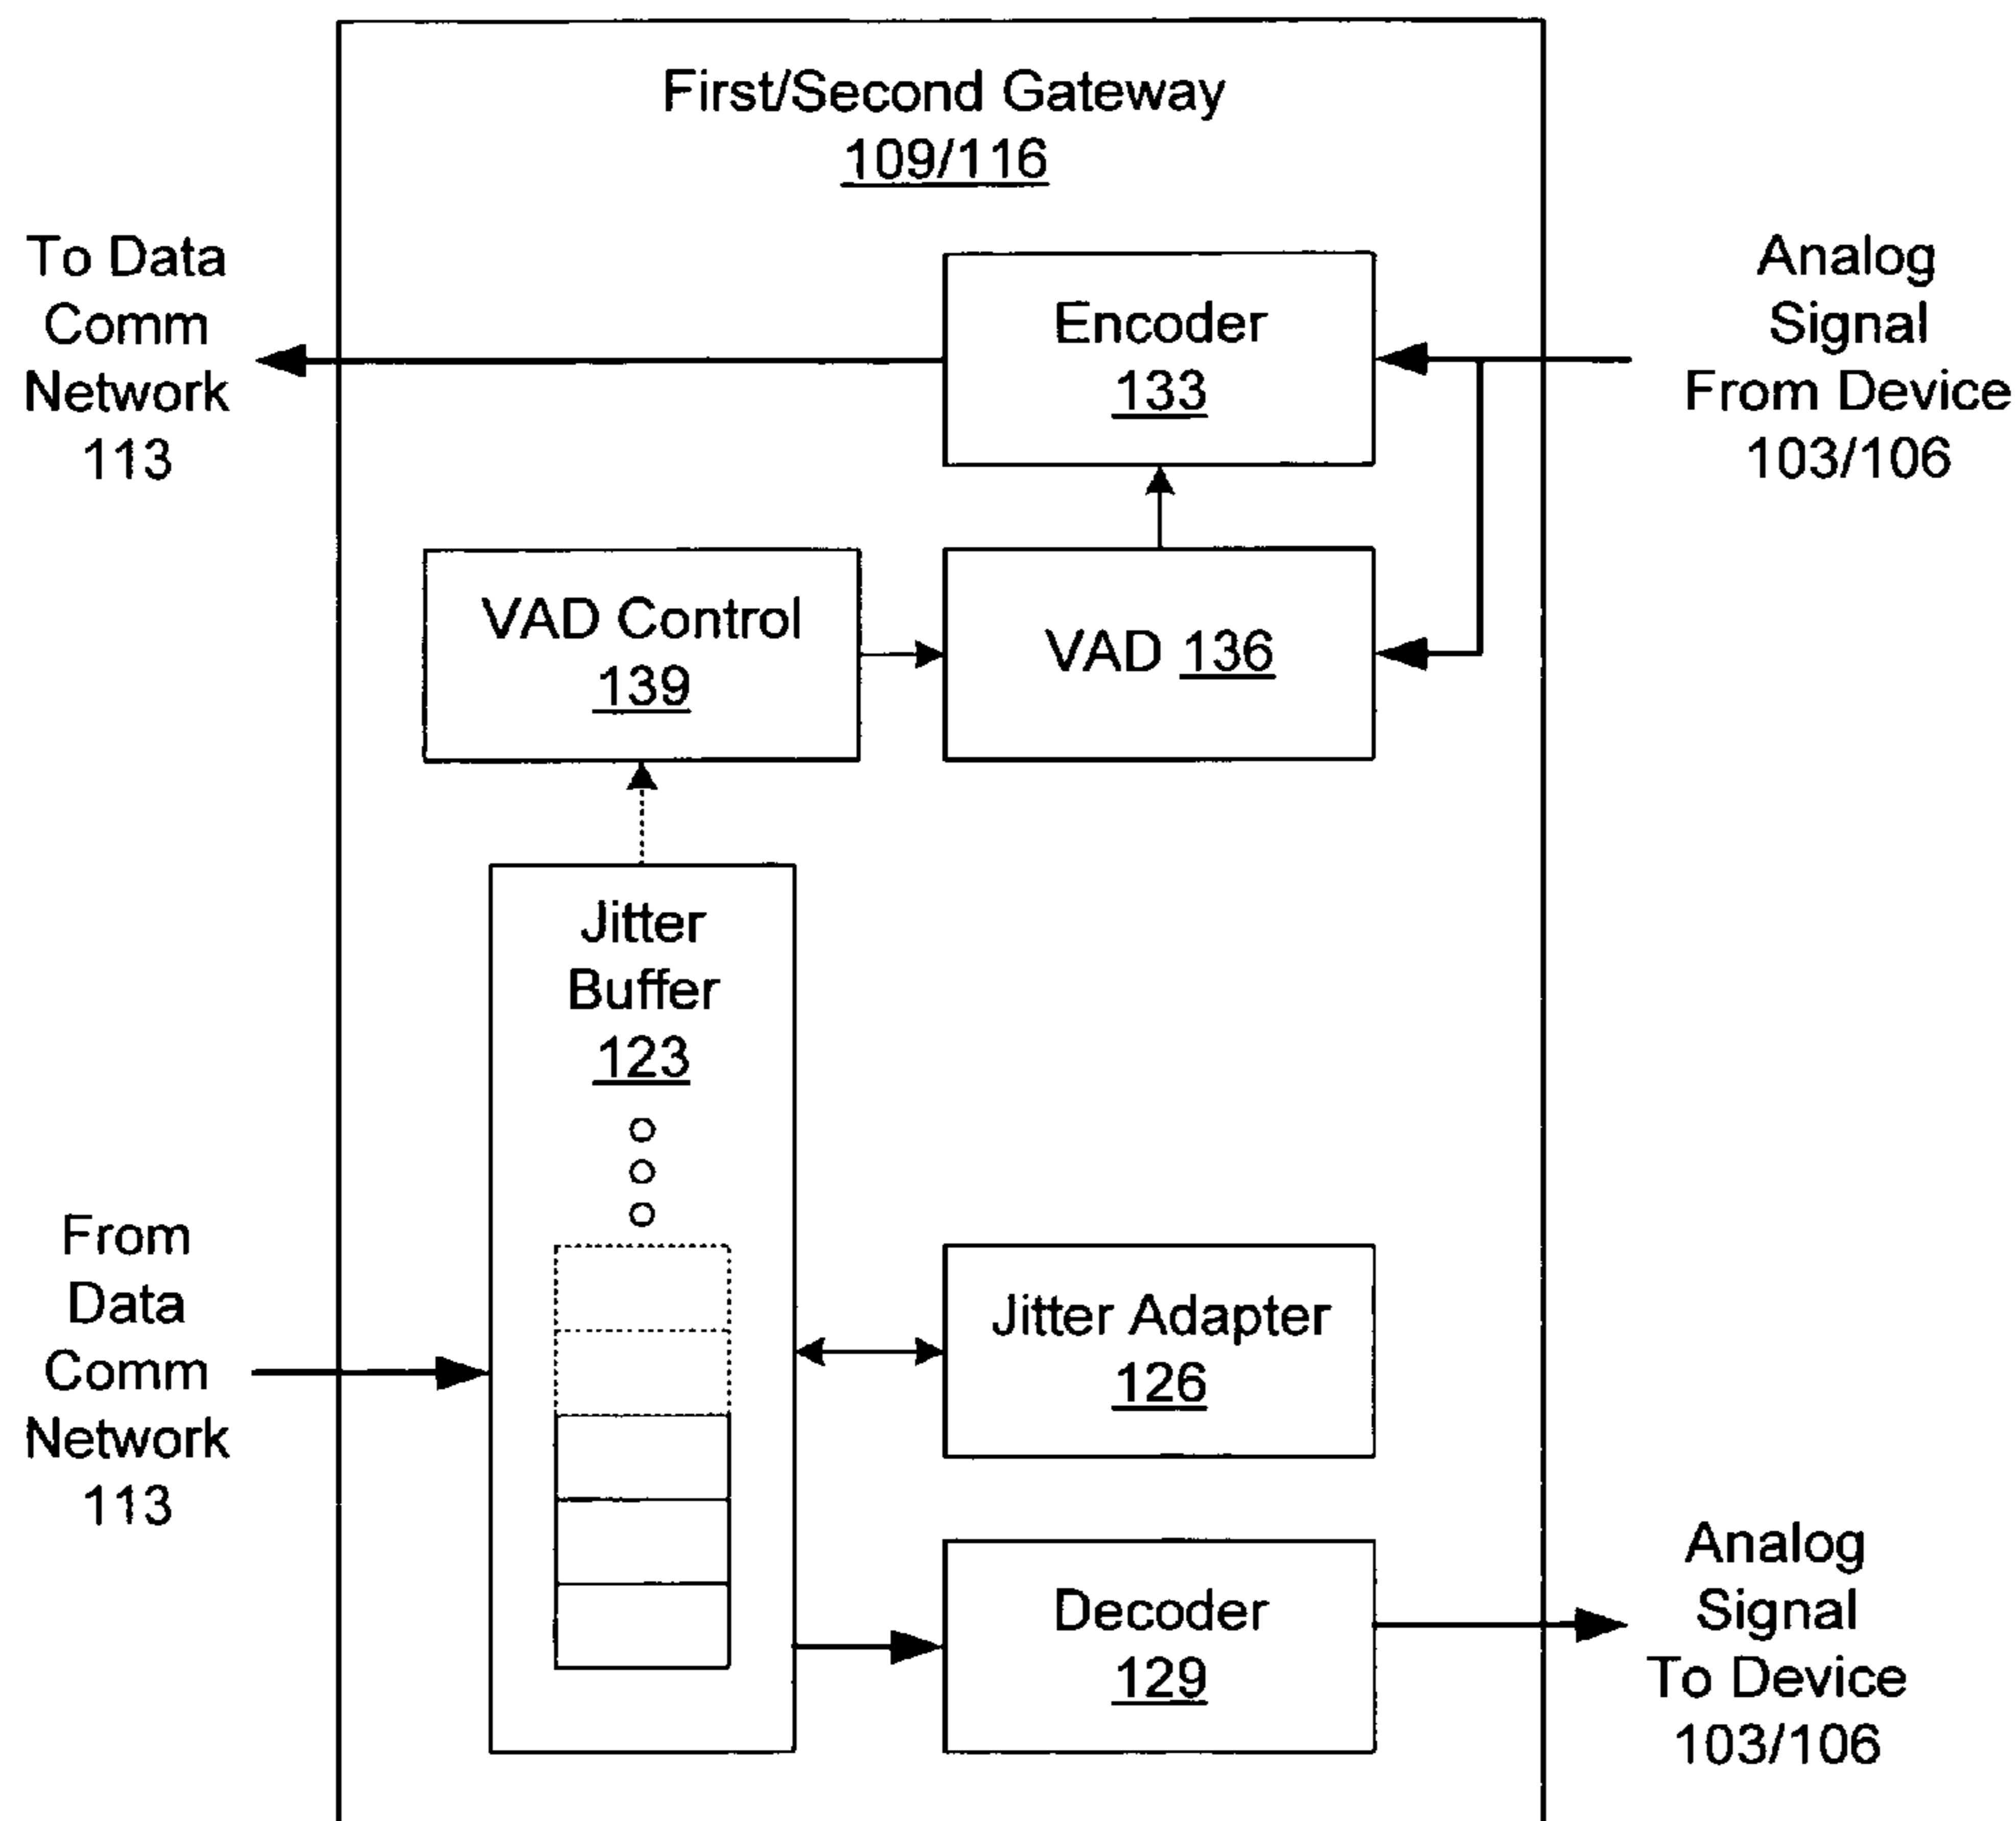 First/Second Gateway
109/116
To Data
Comm
Network
113
Encoder
133
Analog
Signal
From Device
103/106
VAD Control
139
VAD 136
Jitter
Buffer
123
From
Data
Comm
Network
113
Jitter Adapter
126
Decoder
129
Analog
Signal
To Device
103/106